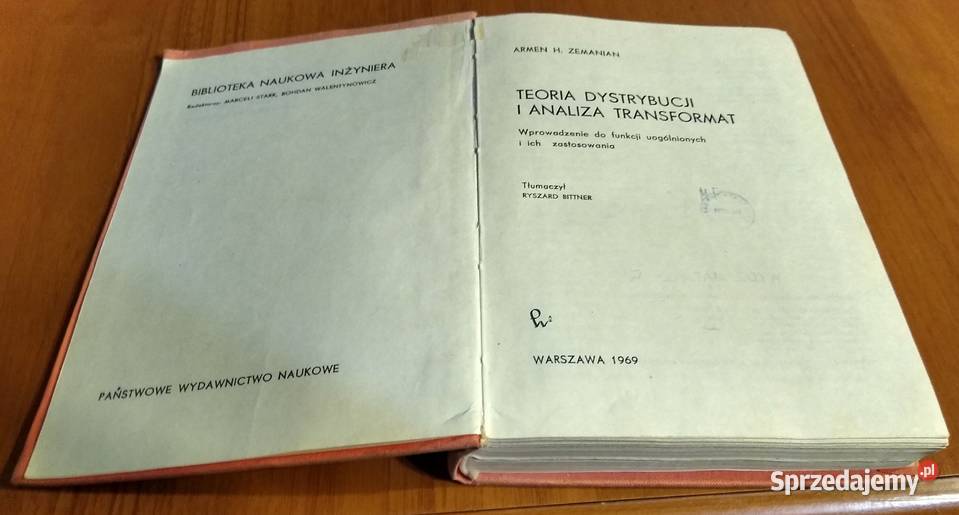 BIBLIOTEKA NAUKOWA INŻYNIERA
Redaktorzy: MARCELI STARK, BOHDAN WALENTYNOWICZ
PAŃSTWOWE WYDAWNICTWO NAUKOWE
ARMEN H. ZEMANIAN
TEORIA DYSTRYBUCJI
I ANALIZA TRANSFORMAT
Wprowadzenie do funkcji uogólnionych
i ich zastosowania
Tłumaczył
RYSZARD BITTNER
WARSZAWA 1969
Sprzedajemy.pl